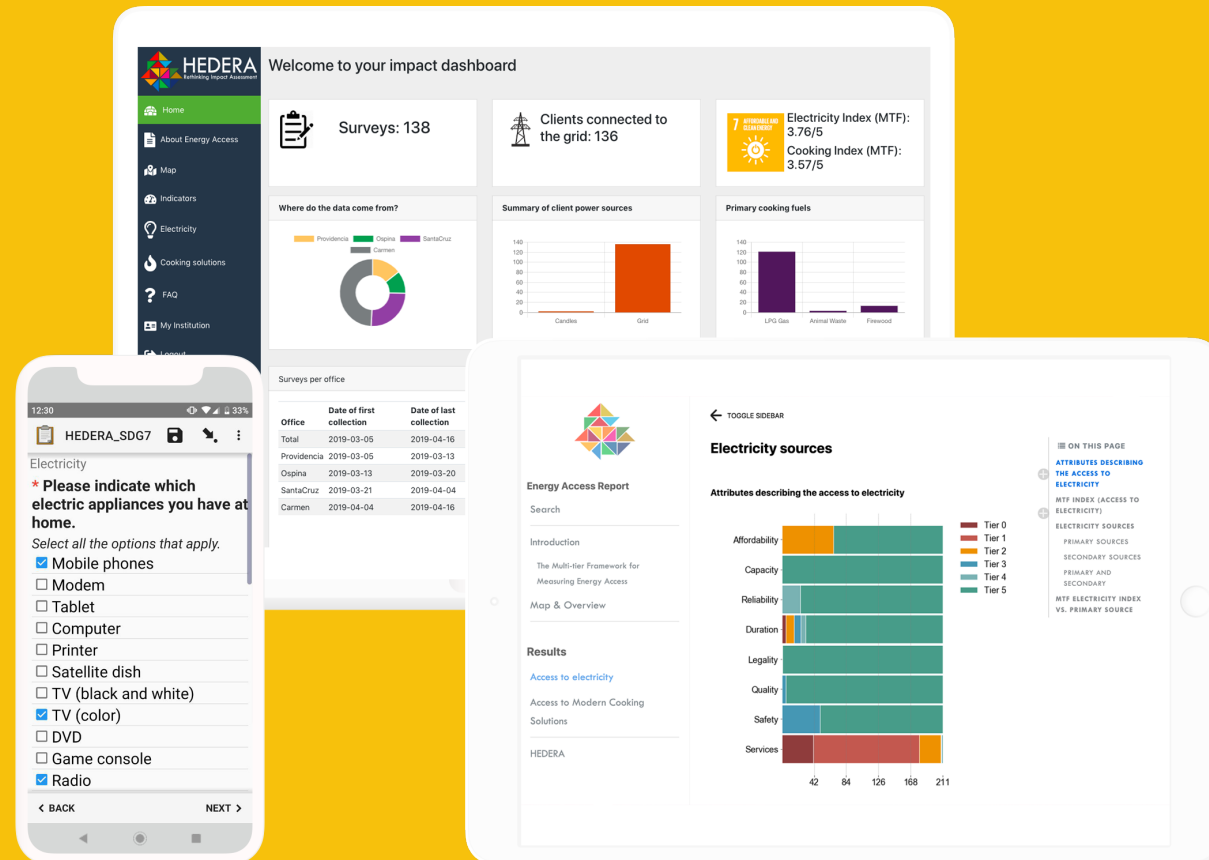 HEDERA
Rethinking Impact Assessment
Home
About Energy Access
Map
Indicators
Electricity
Cooking solutions
FAQ
My Institution
Logout
Welcome to your impact dashboard
Surveys: 138
Clients connected to
the grid: 136
7 AFFORDABLE AND
CLEAN ENERGY
Electricity Index (MTF):
3.76/5
Cooking Index (MTF):
3.57/5
Where do the data come from?
Providencia Ospina SantaCruz
Carmen
Summary of client power sources
140
120
100
80
60
40
20
0
Candles Grid
Primary cooking fuels
140
120
100
80
60
40
20
0
LPG Gas Animal Waste Firewood
Surveys per office
Office Date of first collection Date of last collection
Total 2019-03-05 2019-04-16
Providencia 2019-03-05 2019-03-13
Ospina 2019-03-13 2019-03-20
SantaCruz 2019-03-21 2019-04-04
Carmen 2019-04-04 2019-04-16
12:30 33%
HEDERA_SDG7
Electricity
* Please indicate which
electric appliances you have at
home.
Select all the options that apply.
Mobile phones
Modem
Tablet
Computer
Printer
Satellite dish
TV (black and white)
TV (color)
DVD
Game console
Radio
BACK NEXT
Energy Access Report
Search
Introduction
The Multi-tier Framework for
Measuring Energy Access
Map & Overview
Results
Access to electricity
Access to Modern Cooking
Solutions
HEDERA
TOGGLE SIDEBAR
Electricity sources
Attributes describing the access to electricity
Affordability
Capacity
Reliability
Duration
Legality
Quality
Safety
Services
42 84 126 168 211
Tier 0
Tier 1
Tier 2
Tier 3
Tier 4
Tier 5
ON THIS PAGE
ATTRIBUTES DESCRIBING
THE ACCESS TO
ELECTRICITY
MTF INDEX (ACCESS TO
ELECTRICITY)
ELECTRICITY SOURCES
PRIMARY SOURCES
SECONDARY SOURCES
PRIMARY AND
SECONDARY
MTF ELECTRICITY INDEX
VS. PRIMARY SOURCE